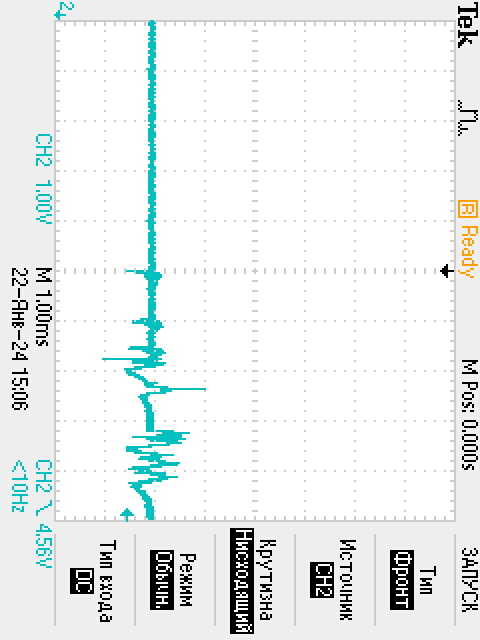 Tek
R Ready
M Pos: 0.000s
ЗАПУСК
Тип
Фронт
Источник
CH2
Крутизна
Нисходящий
Режим
Обычн.
Тип входа
DC
2
CH2 1.00V
M 1.00ms
CH2 \ 4.56V
22-Янв-24 15:06
<10Hz